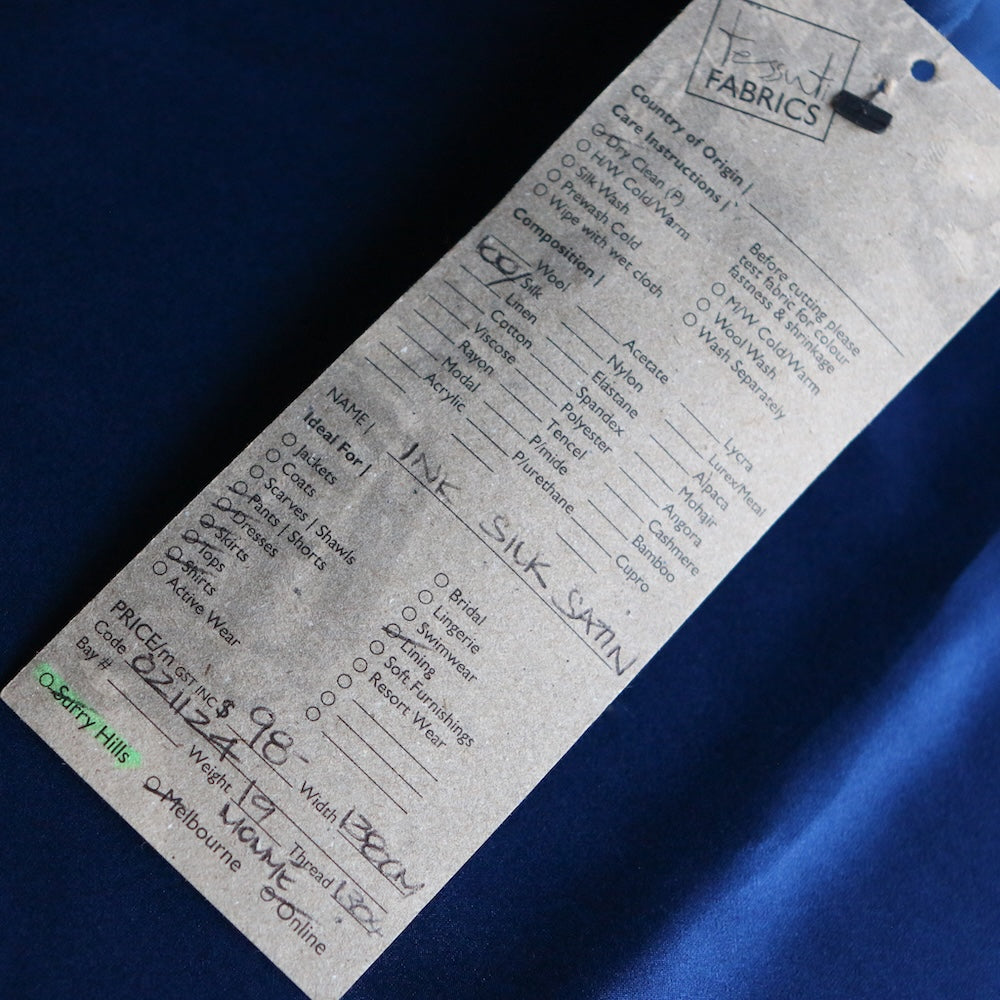 Tessuti
FABRICS
Country of Origin |
Care Instructions |
Dry Clean (P)
H/W Cold/Warm
Silk Wash
Prewash Cold
Wipe with wet cloth
Before cutting please
test fabric for colour
fastness & shrinkage
M/W Cold/Warm
Wool Wash
Wash Separately
Composition |
Wool
100% Silk
Linen
Cotton
Viscose
Rayon
Modal
Acrylic
Acetate
Nylon
Elastane
Spandex
Polyester
Tencel
P/mide
P/urethane
Lycra
Lurex/Metal
Alpaca
Mohair
Angora
Cashmere
Bamboo
Cupro
NAME | INK SILK SATIN
Ideal For |
Jackets
Coats
Scarves | Shawls
Pants | Shorts
Dresses
Skirts
Tops
Shirts
Active Wear
Bridal
Lingerie
Swimwear
Lining
Soft Furnishings
Resort Wear
PRICE/m GST INC $ 98-
Code 021124 Width 138CM
Bay # Weight 19 MOMME Thread
Surry Hills
Melbourne
Online